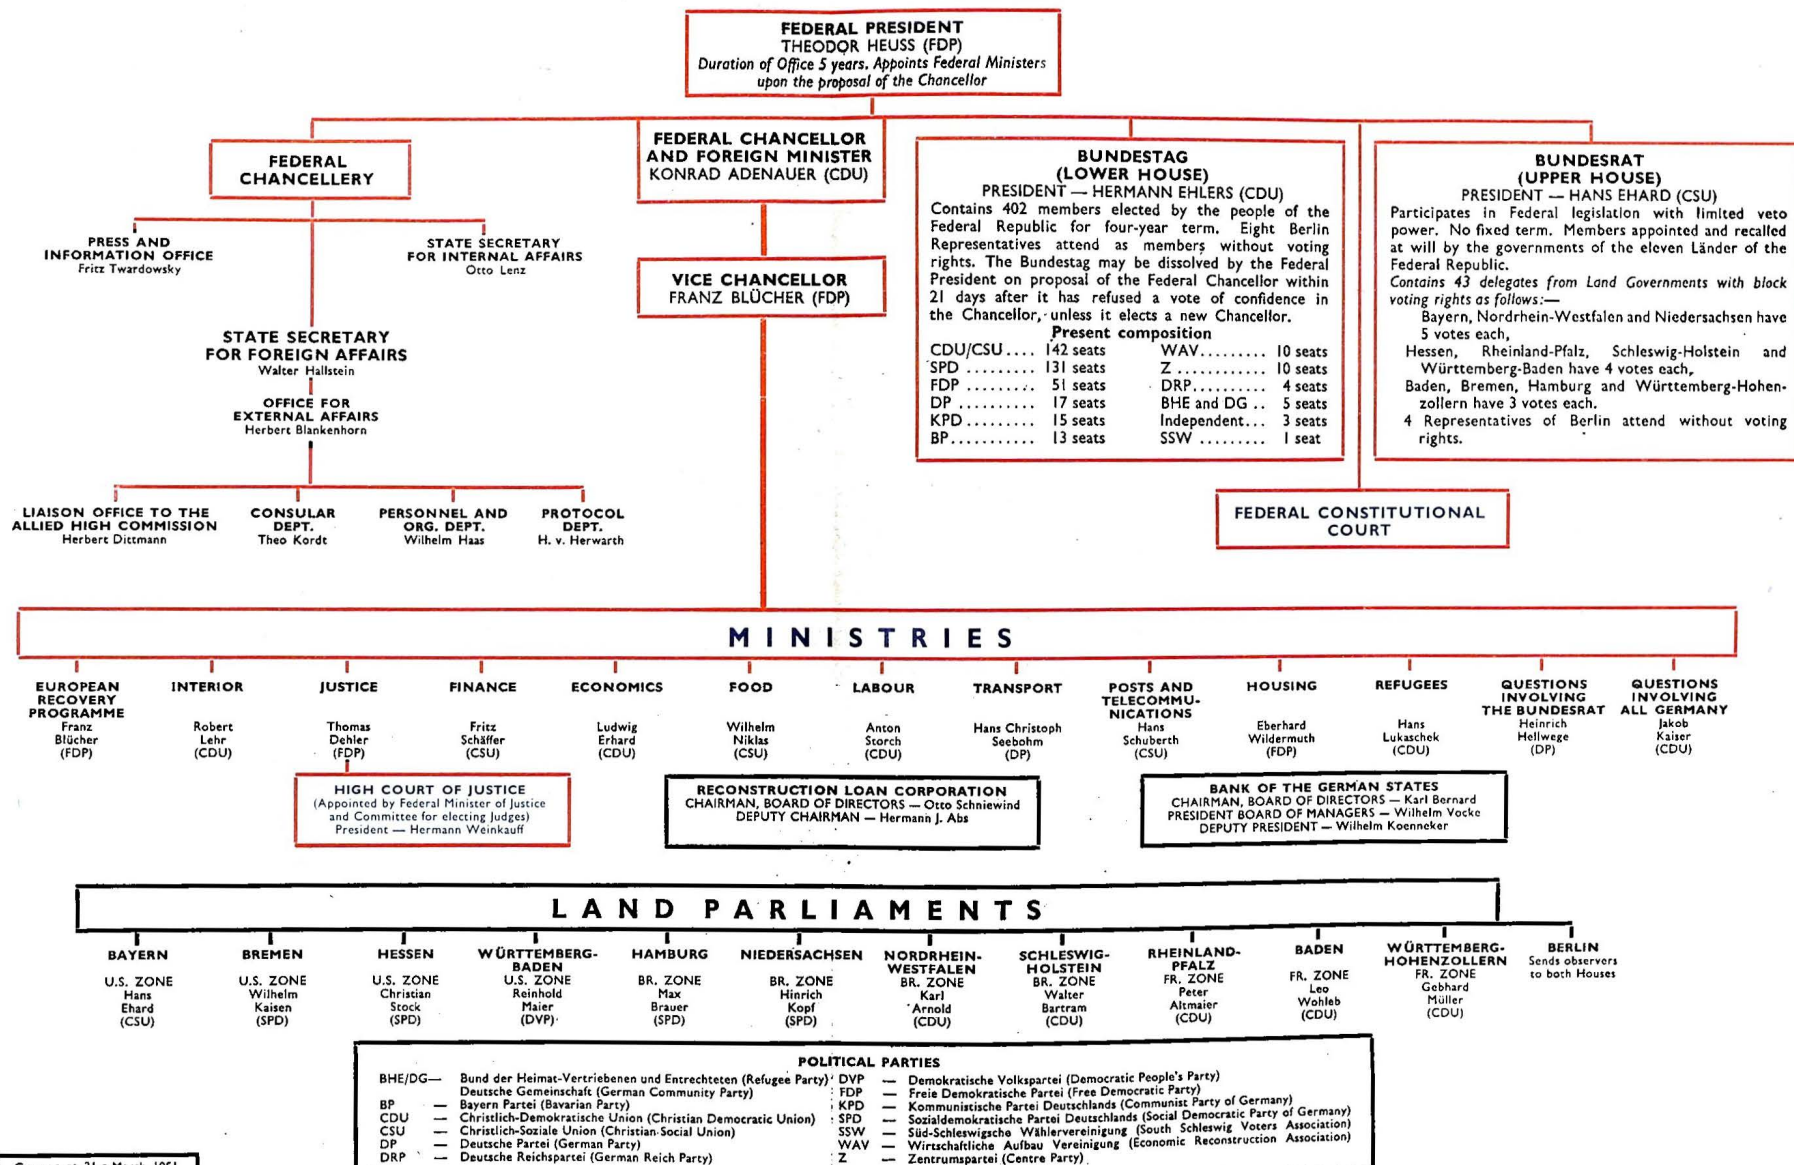 FEDERAL PRESIDENT
THEODOR HEUSS (FDP)
Duration of Office 5 years. Appoints Federal Ministers
upon the proposal of the Chancellor
FEDERAL
CHANCELLERY
PRESS AND
INFORMATION OFFICE
Fritz Twardowsky
STATE SECRETARY
FOR INTERNAL AFFAIRS
Otto Lenz
STATE SECRETARY
FOR FOREIGN AFFAIRS
Walter Hallstein
OFFICE FOR
EXTERNAL AFFAIRS
Herbert Blankenhorn
LIAISON OFFICE TO THE
ALLIED HIGH COMMISSION
Herbert Dittmann
CONSULAR
DEPT.
Theo Kordt
PERSONNEL AND
ORG. DEPT.
Wilhelm Haas
PROTOCOL
DEPT.
H. v. Herwarth
FEDERAL CHANCELLOR
AND FOREIGN MINISTER
KONRAD ADENAUER (CDU)
VICE CHANCELLOR
FRANZ BLÜCHER (FDP)
BUNDESTAG
(LOWER HOUSE)
PRESIDENT — HERMANN EHLERS (CDU)
Contains 402 members elected by the people of the
Federal Republic for four-year term. Eight Berlin
Representatives attend as members without voting
rights. The Bundestag may be dissolved by the Federal
President on proposal of the Federal Chancellor within
21 days after it has refused a vote of confidence in
the Chancellor, unless it elects a new Chancellor.
Present composition
CDU/CSU.... 142 seats WAV......... 10 seats
SPD ......... 131 seats Z ............ 10 seats
FDP ......... 51 seats DRP.......... 4 seats
DP .......... 17 seats BHE and DG .. 5 seats
KPD ......... 15 seats Independent... 3 seats
BP........... 13 seats SSW ......... 1 seat
BUNDESRAT
(UPPER HOUSE)
PRESIDENT — HANS EHARD (CSU)
Participates in Federal legislation with limited veto
power. No fixed term. Members appointed and recalled
at will by the governments of the eleven Länder of the
Federal Republic.
Contains 43 delegates from Land Governments with block
voting rights as follows:—
Bayern, Nordrhein-Westfalen and Niedersachsen have
5 votes each,
Hessen, Rheinland-Pfalz, Schleswig-Holstein and
Württemberg-Baden have 4 votes each,
Baden, Bremen, Hamburg and Württemberg-Hohen-
zollern have 3 votes each.
4 Representatives of Berlin attend without voting
rights.
FEDERAL CONSTITUTIONAL
COURT
MINISTRIES
EUROPEAN
RECOVERY
PROGRAMME
Franz
Blücher
(FDP)
INTERIOR
Robert
Lehr
(CDU)
JUSTICE
Thomas
Dehler
(FDP)
FINANCE
Fritz
Schäffer
(CSU)
ECONOMICS
Ludwig
Erhard
(CDU)
FOOD
Wilhelm
Niklas
(CSU)
LABOUR
Anton
Storch
(CDU)
TRANSPORT
Hans Christoph
Seebohm
(DP)
POSTS AND
TELECOMMU-
NICATIONS
Hans
Schuberth
(CSU)
HOUSING
Eberhard
Wildermuth
(FDP)
REFUGEES
Hans
Lukaschek
(CDU)
QUESTIONS
INVOLVING
THE BUNDESRAT
Heinrich
Hellwege
(DP)
QUESTIONS
INVOLVING
ALL GERMANY
Jakob
Kaiser
(CDU)
HIGH COURT OF JUSTICE
(Appointed by Federal Minister of Justice
and Committee for electing Judges)
President — Hermann Weinkauff
RECONSTRUCTION LOAN CORPORATION
CHAIRMAN, BOARD OF DIRECTORS — Otto Schniewind
DEPUTY CHAIRMAN — Hermann J. Abs
BANK OF THE GERMAN STATES
CHAIRMAN, BOARD OF DIRECTORS — Karl Bernard
PRESIDENT BOARD OF MANAGERS — Wilhelm Vocke
DEPUTY PRESIDENT — Wilhelm Koenneker
LAND PARLIAMENTS
BAYERN
U.S. ZONE
Hans
Ehard
(CSU)
BREMEN
U.S. ZONE
Wilhelm
Kaisen
(SPD)
HESSEN
U.S. ZONE
Christian
Stock
(SPD)
WÜRTTEMBERG-
BADEN
U.S. ZONE
Reinhold
Maier
(DVP)
HAMBURG
BR. ZONE
Max
Brauer
(SPD)
NIEDERSACHSEN
BR. ZONE
Hinrich
Kopf
(SPD)
NORDRHEIN-
WESTFALEN
BR. ZONE
Karl
Arnold
(CDU)
SCHLESWIG-
HOLSTEIN
BR. ZONE
Walter
Bartram
(CDU)
RHEINLAND-
PFALZ
FR. ZONE
Peter
Altmaier
(CDU)
BADEN
FR. ZONE
Leo
Wohleb
(CDU)
WÜRTTEMBERG-
HOHENZOLLERN
FR. ZONE
Gebhard
Müller
(CDU)
BERLIN
Sends observers
to both Houses
POLITICAL PARTIES
BHE/DG— Bund der Heimat-Vertriebenen und Entrechteten (Refugee Party)
Deutsche Gemeinschaft (German Community Party)
BP — Bayern Partei (Bavarian Party)
CDU — Christlich-Demokratische Union (Christian Democratic Union)
CSU — Christlich-Soziale Union (Christian Social Union)
DP — Deutsche Partei (German Party)
DRP — Deutsche Reichspartei (German Reich Party)
DVP — Demokratische Volkspartei (Democratic People's Party)
FDP — Freie Demokratische Partei (Free Democratic Party)
KPD — Kommunistische Partei Deutschlands (Communist Party of Germany)
SPD — Sozialdemokratische Partei Deutschlands (Social Democratic Party of Germany)
SSW — Süd-Schleswigsche Wählervereinigung (South Schleswig Voters Association)
WAV — Wirtschaftliche Aufbau Vereinigung (Economic Reconstruction Association)
Z — Zentrumspartei (Centre Party)
March 1951